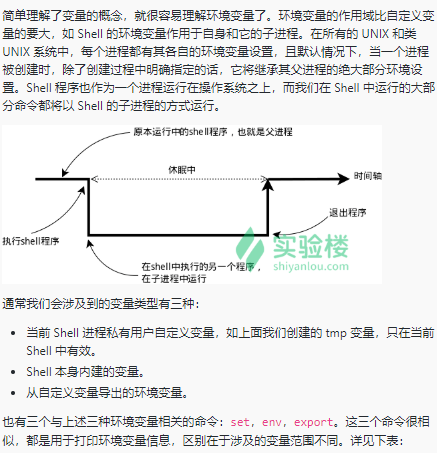 简单理解了变量的概念，就很容易理解环境变量了。环境变量的作用域比自定义变
量的要大，如 Shell 的环境变量作用于自身和它的子进程。在所有的 UNIX 和类
UNIX 系统中，每个进程都有其各自的环境变量设置，且默认情况下，当一个进程
被创建时，除了创建过程中明确指定的话，它将继承其父进程的绝大部分环境设
置。Shell 程序也作为一个进程运行在操作系统之上，而我们在 Shell 中运行的大部
分命令都将以 Shell 的子进程的方式运行。
原本运行中的shell程序，也就是父进程
休眠中
时间轴
执行shell程序
退出程序
在shell中执行的另一个程序，
在子进程中运行
实验楼
shiyanlou.com
通常我们会涉及到的变量类型有三种：
• 当前 Shell 进程私有用户自定义变量，如上面我们创建的 tmp 变量，只在当前
Shell 中有效。
• Shell 本身内建的变量。
• 从自定义变量导出的环境变量。
也有三个与上述三种环境变量相关的命令：set，env，export。这三个命令很相
似，都是用于打印环境变量信息，区别在于涉及的变量范围不同。详见下表：